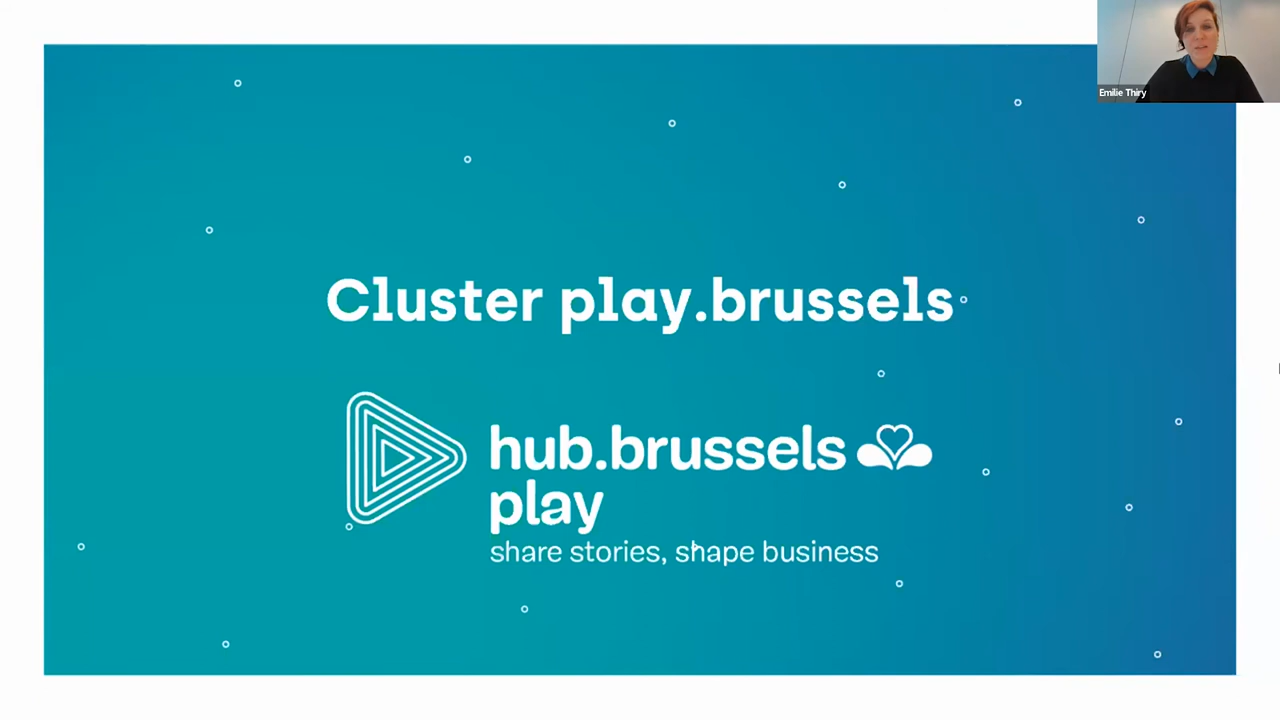 Emilie Thiry
Cluster play.brussels
hub.brussels
play
share stories, shape business